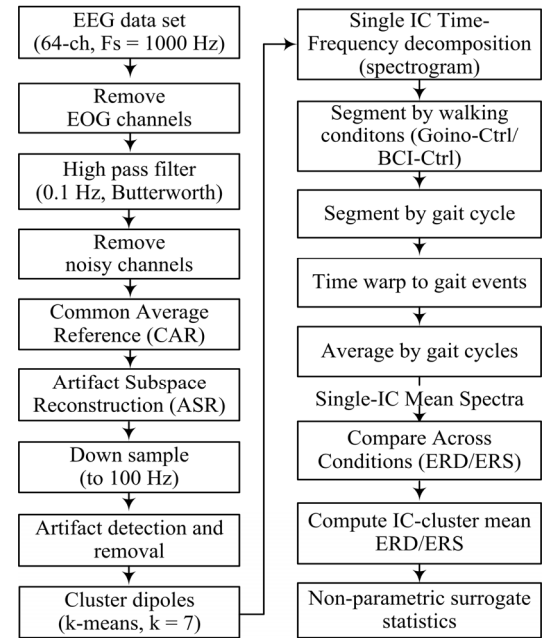 EEG data set
(64-ch, Fs = 1000 Hz)
Remove
EOG channels
High pass filter
(0.1 Hz, Butterworth)
Remove
noisy channels
Common Average
Reference (CAR)
Artifact Subspace
Reconstruction (ASR)
Down sample
(to 100 Hz)
Artifact detection and
removal
Cluster dipoles
(k-means, k = 7)
Single IC Time-
Frequency decomposition
(spectrogram)
Segment by walking
conditons (Goino-Ctrl/
BCI-Ctrl)
Segment by gait cycle
Time warp to gait events
Average by gait cycles
Single-IC Mean Spectra
Compare Across
Conditions (ERD/ERS)
Compute IC-cluster mean
ERD/ERS
Non-parametric surrogate
statistics